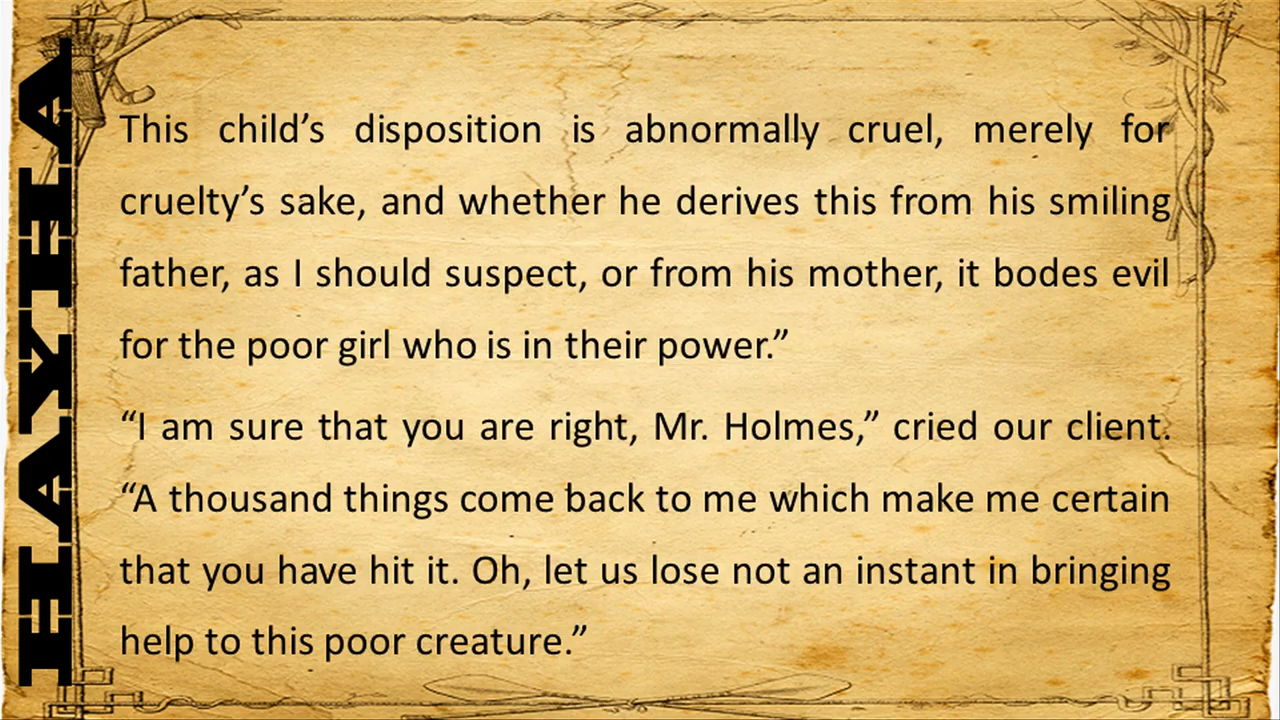 HAYHA
This child’s disposition is abnormally cruel, merely for
cruelty’s sake, and whether he derives this from his smiling
father, as I should suspect, or from his mother, it bodes evil
for the poor girl who is in their power.”
“I am sure that you are right, Mr. Holmes,” cried our client.
“A thousand things come back to me which make me certain
that you have hit it. Oh, let us lose not an instant in bringing
help to this poor creature.”